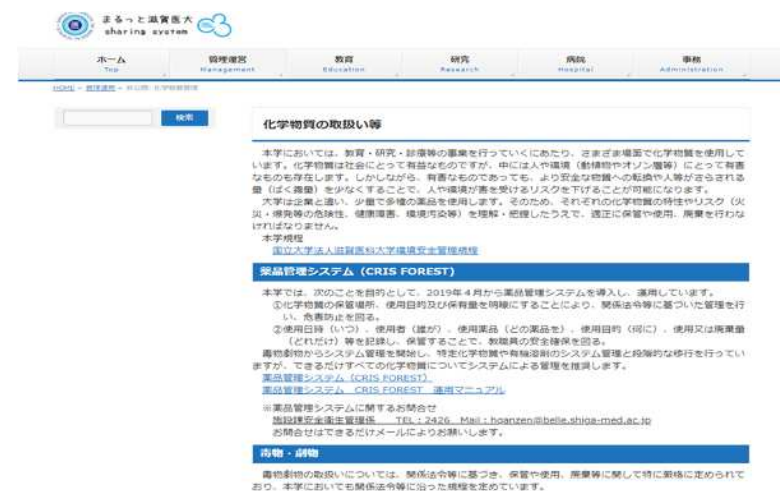 まるっと滋賀医大
sharing system
ホーム 管理運営 教育 研究 病院 事務
Top Management Education Research Hospital Administration
HOME - 管理運営 - 化学物質管理
検索
化学物質の取扱い等
本学においては、教育・研究・診療等の事業を行っていくにあたり、さまざま場面で化学物質を使用して
います。化学物質は社会にとって有益なものですが、中には人や環境（動植物やオゾン層等）にとって有害
なものも存在します。しかしながら、有害なものであっても、より安全な物質への転換や人等がさらされる
量（ばく露量）を少なくすることで、人や環境が害を受けるリスクを下げることが可能になります。
大学は企業と違い、少量で多種の薬品を使用します。そのため、それぞれの化学物質の特性やリスク（火
災・爆発等の危険性、健康障害、環境汚染等）を理解・把握したうえで、適正に保管や使用、廃棄を行わな
ければなりません。
本学規程
国立大学法人滋賀医科大学環境安全管理規程
薬品管理システム（CRIS FOREST）
本学では、次のことを目的として、2019年４月から薬品管理システムを導入し、運用しています。
①化学物質の保管場所、使用目的及び保有量を明確にすることにより、関係法令等に基づいた管理を行
い、危害防止を図る。
②使用日時（いつ）、使用者（誰が）、使用薬品（どの薬品を）、使用目的（何に）、使用又は廃棄量
（どれだけ）等を記録し、保管することで、教職員の安全確保を図る。
毒物劇物からシステム管理を開始し、特定化学物質や有機溶剤のシステム管理と段階的な移行を行ってい
ますが、できるだけすべての化学物質についてシステムによる管理を推奨します。
薬品管理システム（CRIS FOREST）
薬品管理システム　CRIS FOREST　運用マニュアル
※薬品管理システムに関するお問合せ
施設課安全衛生管理係　TEL：2426　Mail：hqanzen@belle.shiga-med.ac.jp
お問合せはできるだけメールによりお願いします。
毒物・劇物
毒物劇物の取扱いについては、関係法令等に基づき、保管や使用、廃棄等に関して特に厳格に定められて
おり、本学においても関係法令等に沿った規程を定めています。